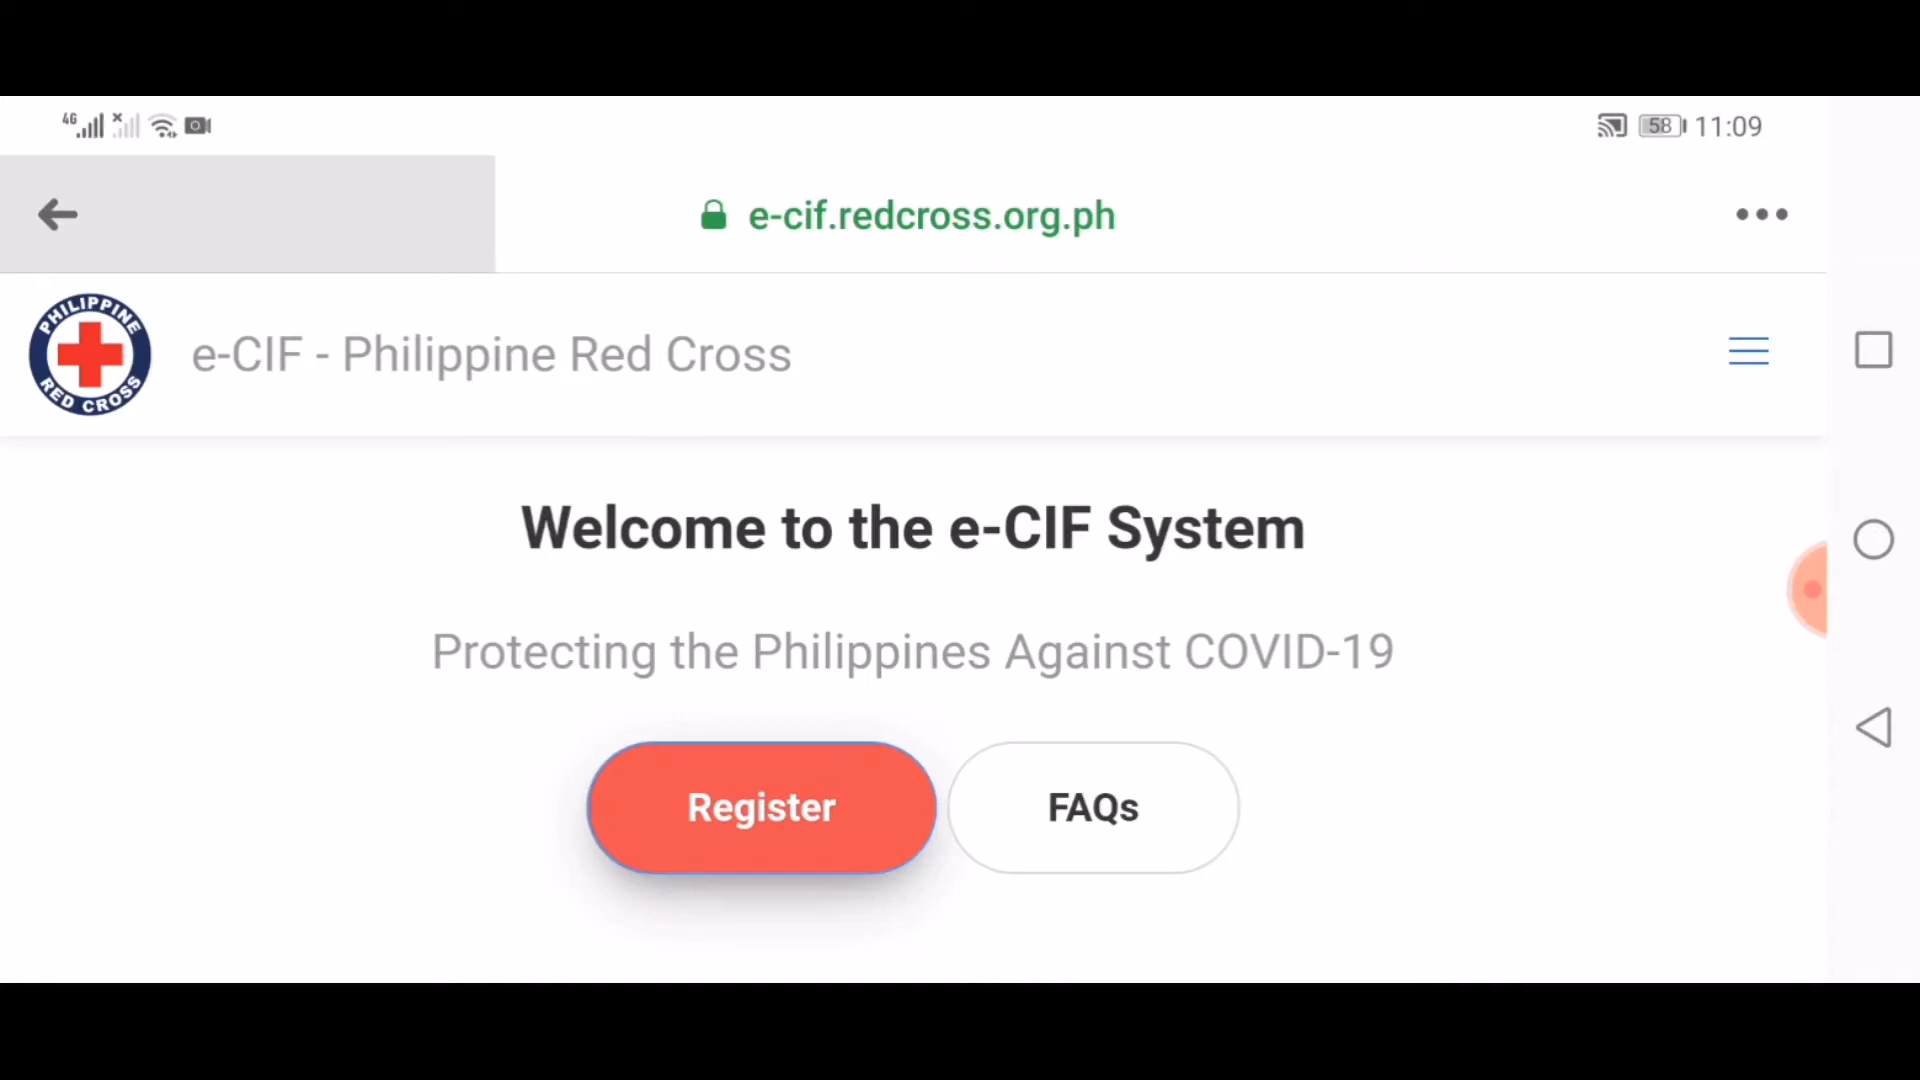 4G
58 11:09
e-cif.redcross.org.ph
PHILIPPINE RED CROSS
e-CIF - Philippine Red Cross
Welcome to the e-CIF System
Protecting the Philippines Against COVID-19
Register
FAQs